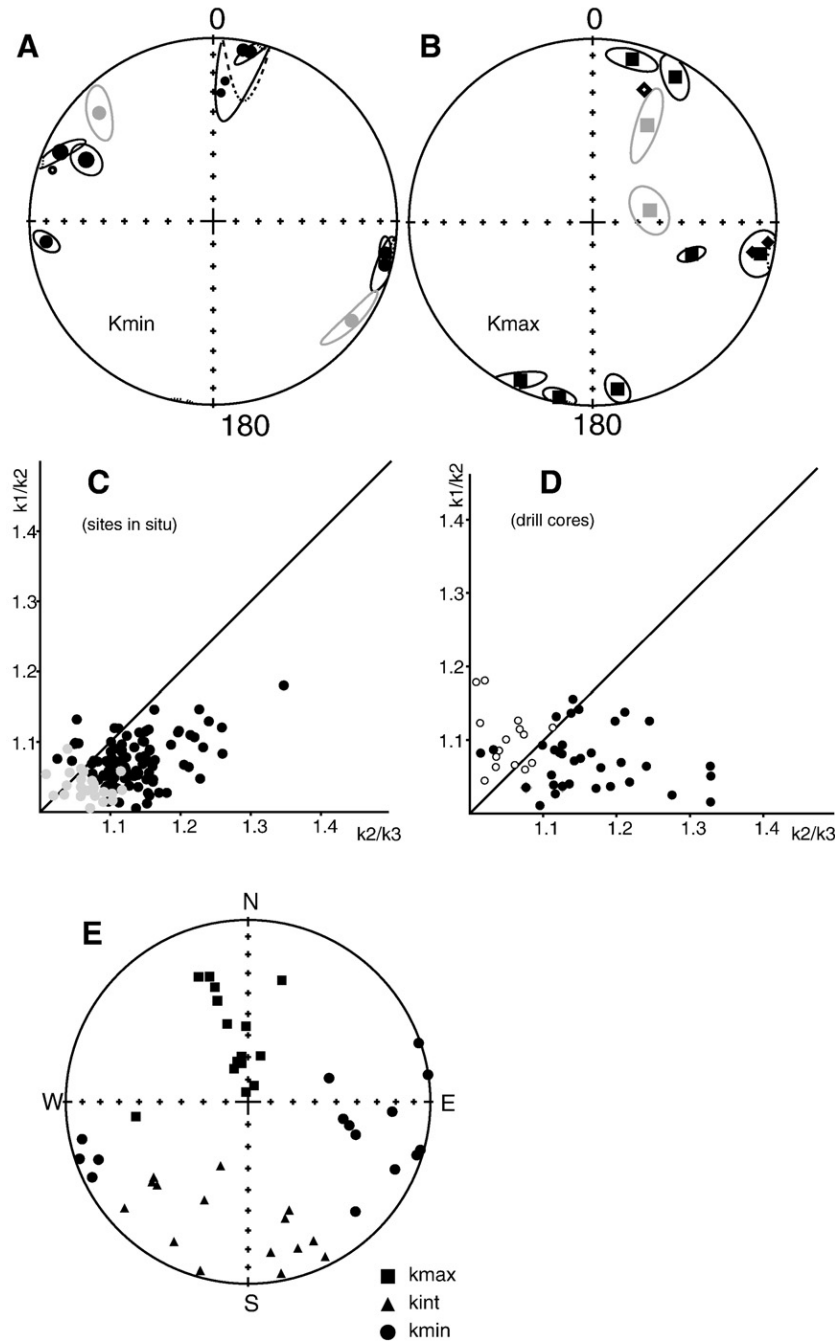 0
A
Kmin
180
0
B
Kmax
180
k1/k2
C
(sites in situ)
1.4
1.3
1.2
1.1
1.1
1.2
1.3
1.4
k2/k3
k1/k2
D
(drill cores)
1.4
1.3
1.2
1.1
1.1
1.2
1.3
1.4
k2/k3
E
N
W
E
S
kmax
kint
kmin